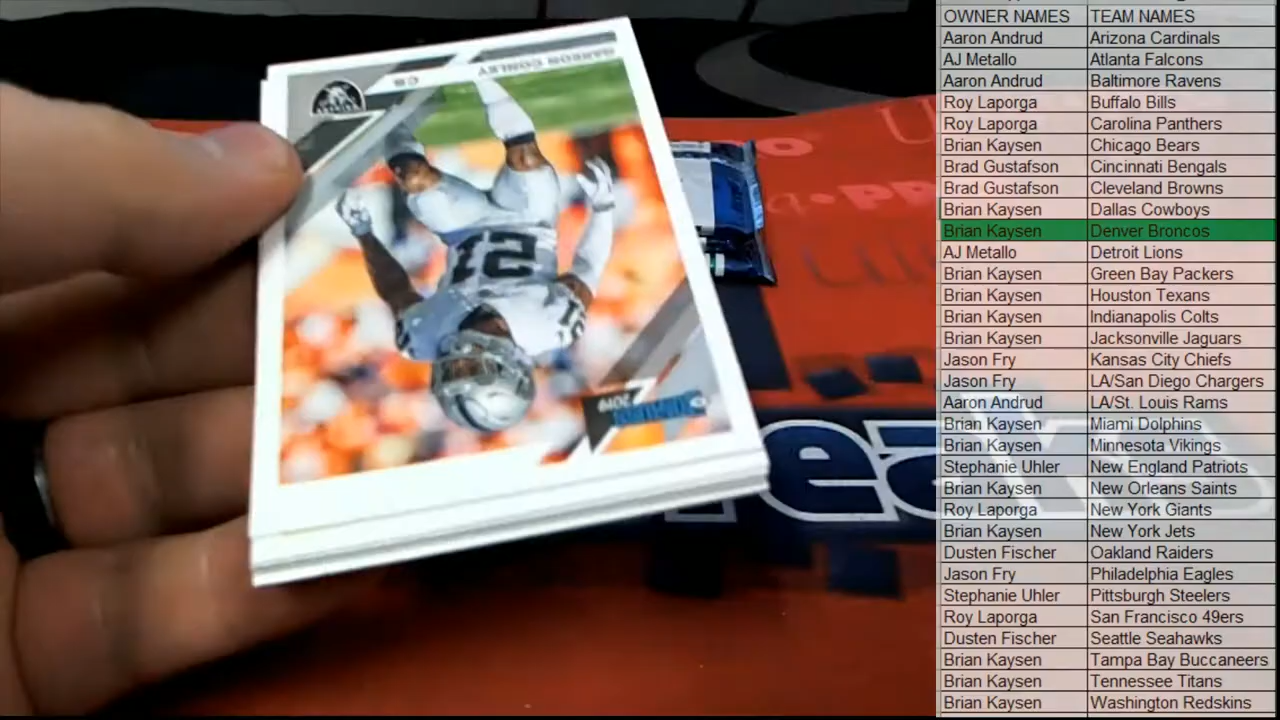 OWNER NAMES TEAM NAMES
Aaron Andrud Arizona Cardinals
AJ Metallo Atlanta Falcons
Aaron Andrud Baltimore Ravens
Roy Laporga Buffalo Bills
Roy Laporga Carolina Panthers
Brian Kaysen Chicago Bears
Brad Gustafson Cincinnati Bengals
Brad Gustafson Cleveland Browns
Brian Kaysen Dallas Cowboys
Brian Kaysen Denver Broncos
AJ Metallo Detroit Lions
Brian Kaysen Green Bay Packers
Brian Kaysen Houston Texans
Brian Kaysen Indianapolis Colts
Brian Kaysen Jacksonville Jaguars
Jason Fry Kansas City Chiefs
Jason Fry LA/San Diego Chargers
Aaron Andrud LA/St. Louis Rams
Brian Kaysen Miami Dolphins
Brian Kaysen Minnesota Vikings
Stephanie Uhler New England Patriots
Brian Kaysen New Orleans Saints
Roy Laporga New York Giants
Brian Kaysen New York Jets
Dusten Fischer Oakland Raiders
Jason Fry Philadelphia Eagles
Stephanie Uhler Pittsburgh Steelers
Roy Laporga San Francisco 49ers
Dusten Fischer Seattle Seahawks
Brian Kaysen Tampa Bay Buccaneers
Brian Kaysen Tennessee Titans
Brian Kaysen Washington Redskins
GAREON CONLEY
CB
21
21
2019
DONRUSS